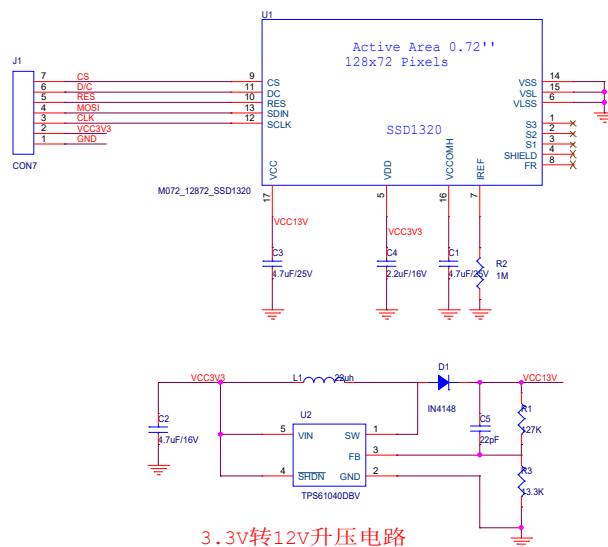 U1
Active Area 0.72''
128x72 Pixels
SSD1320
M072_12872_SSD1320
J1
CON7
7 CS 9 CS
6 D/C 11 DC
5 RES 10 RES
4 MOSI 13 SDIN
3 CLK 12 SCLK
2 VCC3V3
1 GND
VSS 14
VSL 15
VLSS 6
S3 1
S2 2
S1 3
SHIELD 4
FR 8
VCC 17 VCC13V
VDD 5 VCC3V3
VCCOMH 16
IREF 7
C3
4.7uF/25V
C4
2.2uF/16V
C1
4.7uF/25V
R2
1M
VCC3V3
L1 22uh
D1
IN4148
VCC13V
C2
4.7uF/16V
U2
5 VIN SW 1
FB 3
4 SHDN GND 2
TPS61040DBV
C5
22pF
R1
127K
R3
13.3K
3.3V转12V升压电路